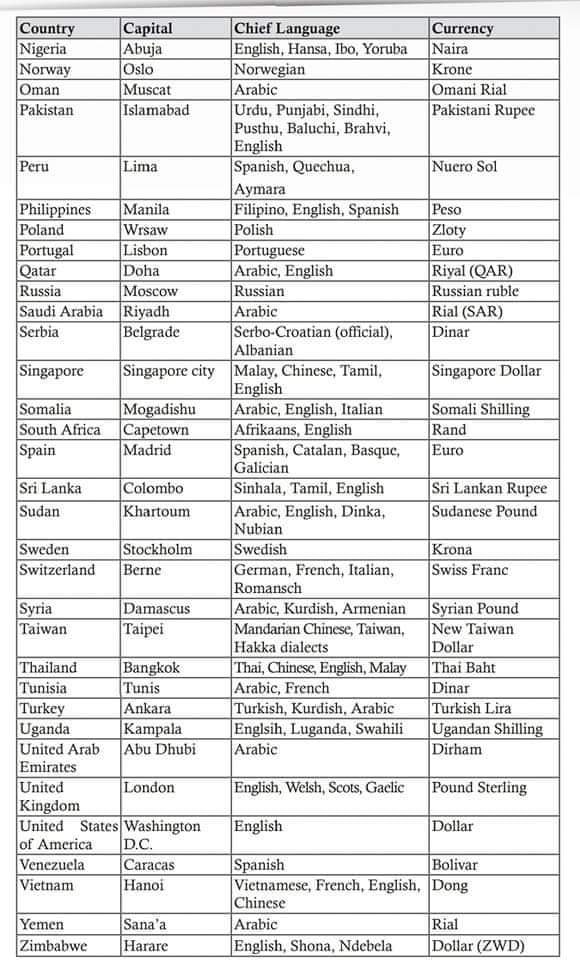 Country Capital Chief Language Currency
Nigeria Abuja English, Hansa, Ibo, Yoruba Naira
Norway Oslo Norwegian Krone
Oman Muscat Arabic Omani Rial
Pakistan Islamabad Urdu, Punjabi, Sindhi, Pakistani Rupee
Pusthu, Baluchi, Brahvi,
English
Peru Lima Spanish, Quechua, Nuero Sol
Aymara
Philippines Manila Filipino, English, Spanish Peso
Poland Wrsaw Polish Zloty
Portugal Lisbon Portuguese Euro
Qatar Doha Arabic, English Riyal (QAR)
Russia Moscow Russian Russian ruble
Saudi Arabia Riyadh Arabic Rial (SAR)
Serbia Belgrade Serbo-Croatian (official), Dinar
Albanian
Singapore Singapore city Malay, Chinese, Tamil, Singapore Dollar
English
Somalia Mogadishu Arabic, English, Italian Somali Shilling
South Africa Capetown Afrikaans, English Rand
Spain Madrid Spanish, Catalan, Basque, Euro
Galician
Sri Lanka Colombo Sinhala, Tamil, English Sri Lankan Rupee
Sudan Khartoum Arabic, English, Dinka, Sudanese Pound
Nubian
Sweden Stockholm Swedish Krona
Switzerland Berne German, French, Italian, Swiss Franc
Romansch
Syria Damascus Arabic, Kurdish, Armenian Syrian Pound
Taiwan Taipei Mandarian Chinese, Taiwan, New Taiwan
Hakka dialects Dollar
Thailand Bangkok Thai, Chinese, English, Malay Thai Baht
Tunisia Tunis Arabic, French Dinar
Turkey Ankara Turkish, Kurdish, Arabic Turkish Lira
Uganda Kampala Englsih, Luganda, Swahili Ugandan Shilling
United Arab Abu Dhubi Arabic Dirham
Emirates
United London English, Welsh, Scots, Gaelic Pound Sterling
Kingdom
United States Washington English Dollar
of America D.C.
Venezuela Caracas Spanish Bolivar
Vietnam Hanoi Vietnamese, French, English, Dong
Chinese
Yemen Sana'a Arabic Rial
Zimbabwe Harare English, Shona, Ndebela Dollar (ZWD)